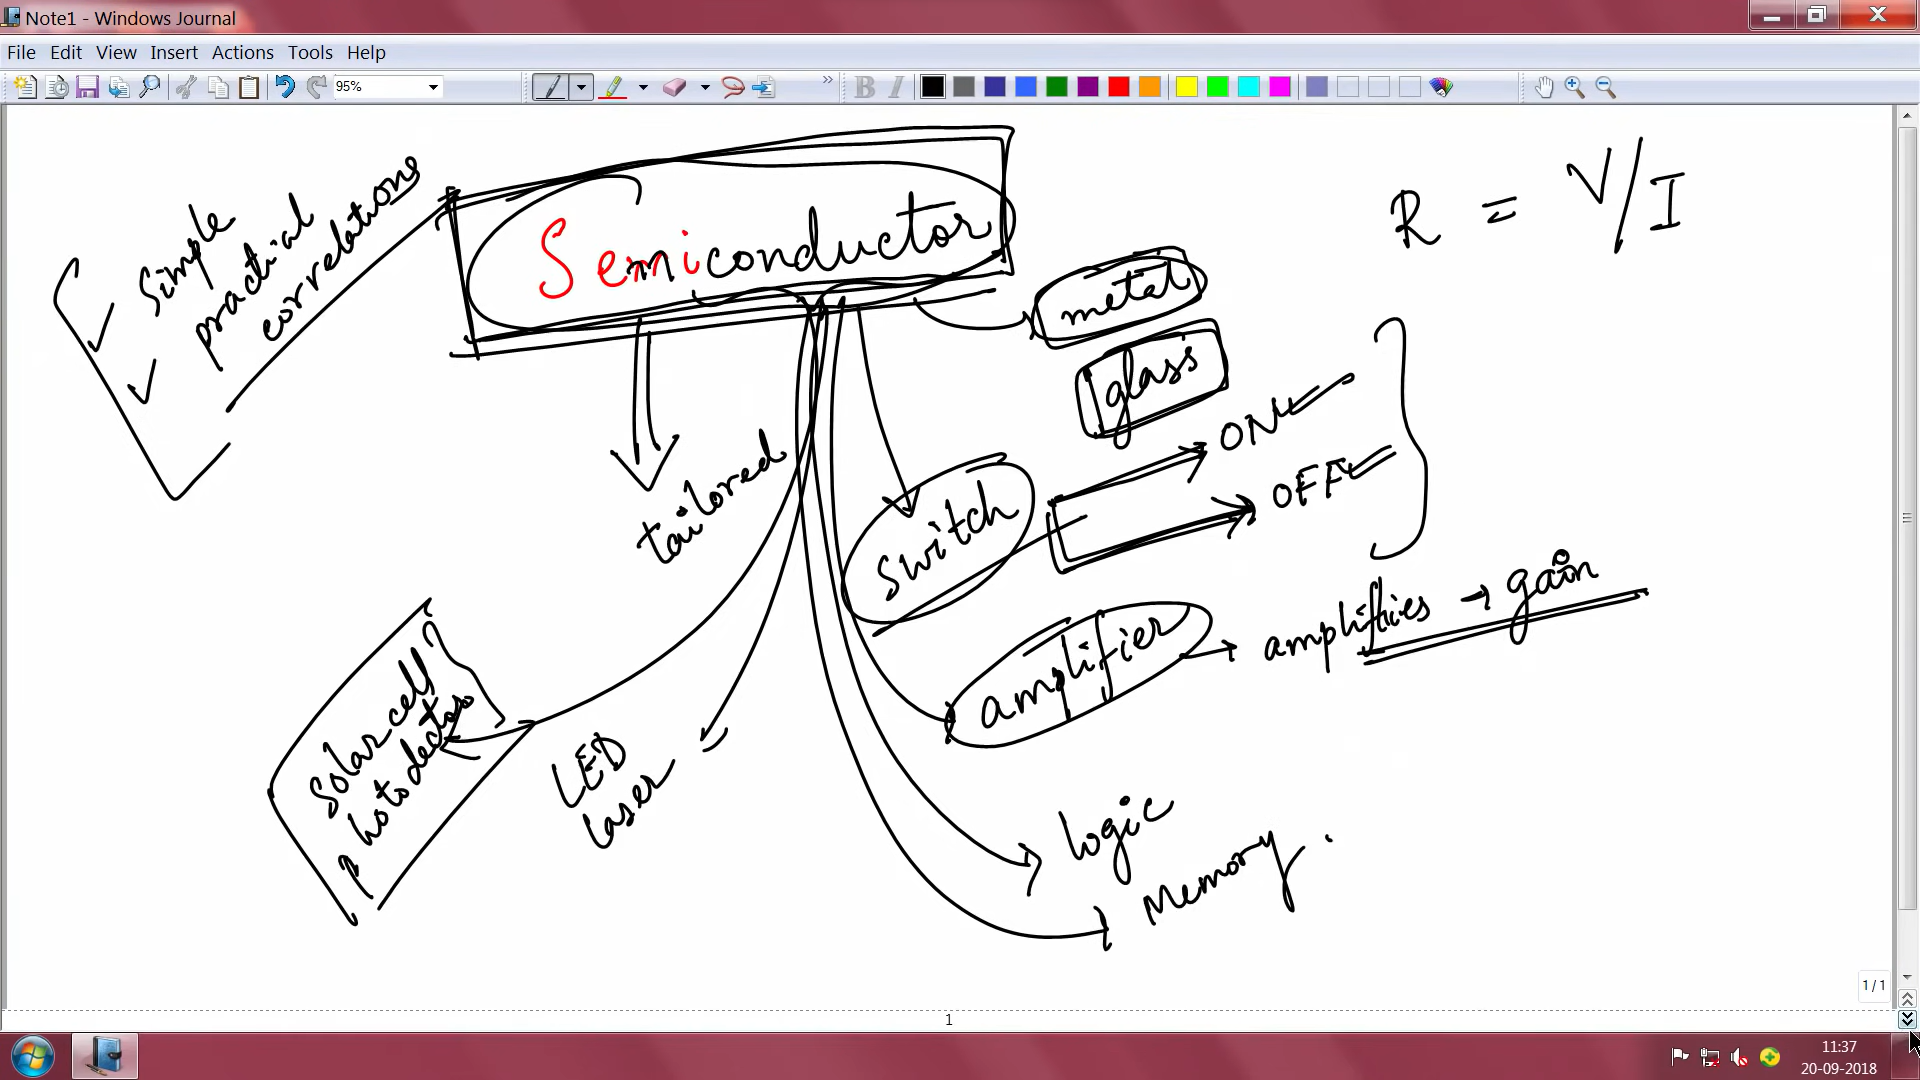 Note1 - Windows Journal
File Edit View Insert Actions Tools Help
95%
B I
Simple
practical
correlations
Semiconductor
R = V/I
metal
glass
ON
OFF
tailored
switch
amplifier → amplifies → gain
Solar cell
photodector
LED
Laser
Logic
Memory
1 / 1
1
11:37
20-09-2018